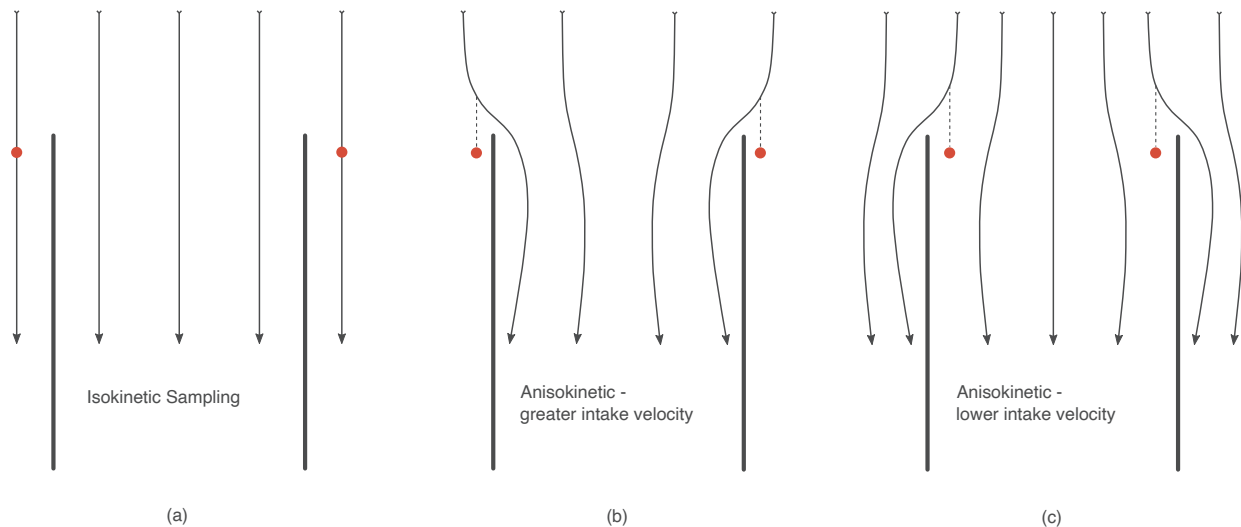 Isokinetic Sampling
Anisokinetic -
greater intake velocity
Anisokinetic -
lower intake velocity
(a)
(b)
(c)